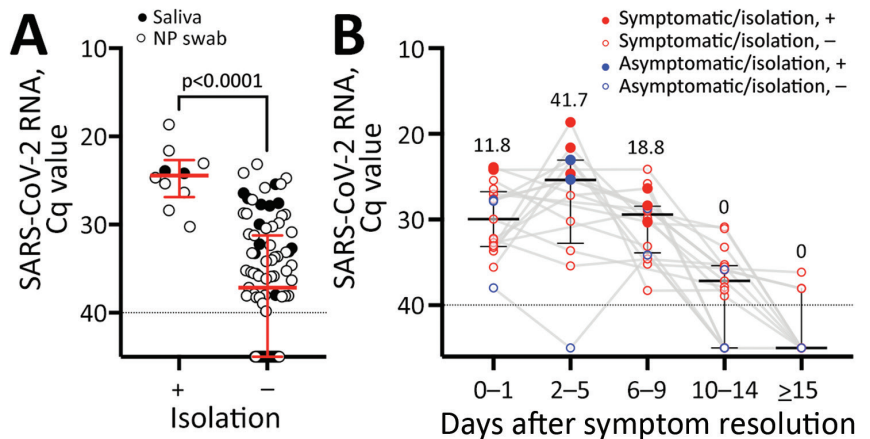 A
Saliva
NP swab
SARS-CoV-2 RNA,
Cq value
10
20
30
40
p<0.0001
+
–
Isolation
B
Symptomatic/isolation, +
Symptomatic/isolation, –
Asymptomatic/isolation, +
Asymptomatic/isolation, –
SARS-CoV-2 RNA,
Cq value
10
20
30
40
11.8
41.7
18.8
0
0
0–1
2–5
6–9
10–14
≥15
Days after symptom resolution